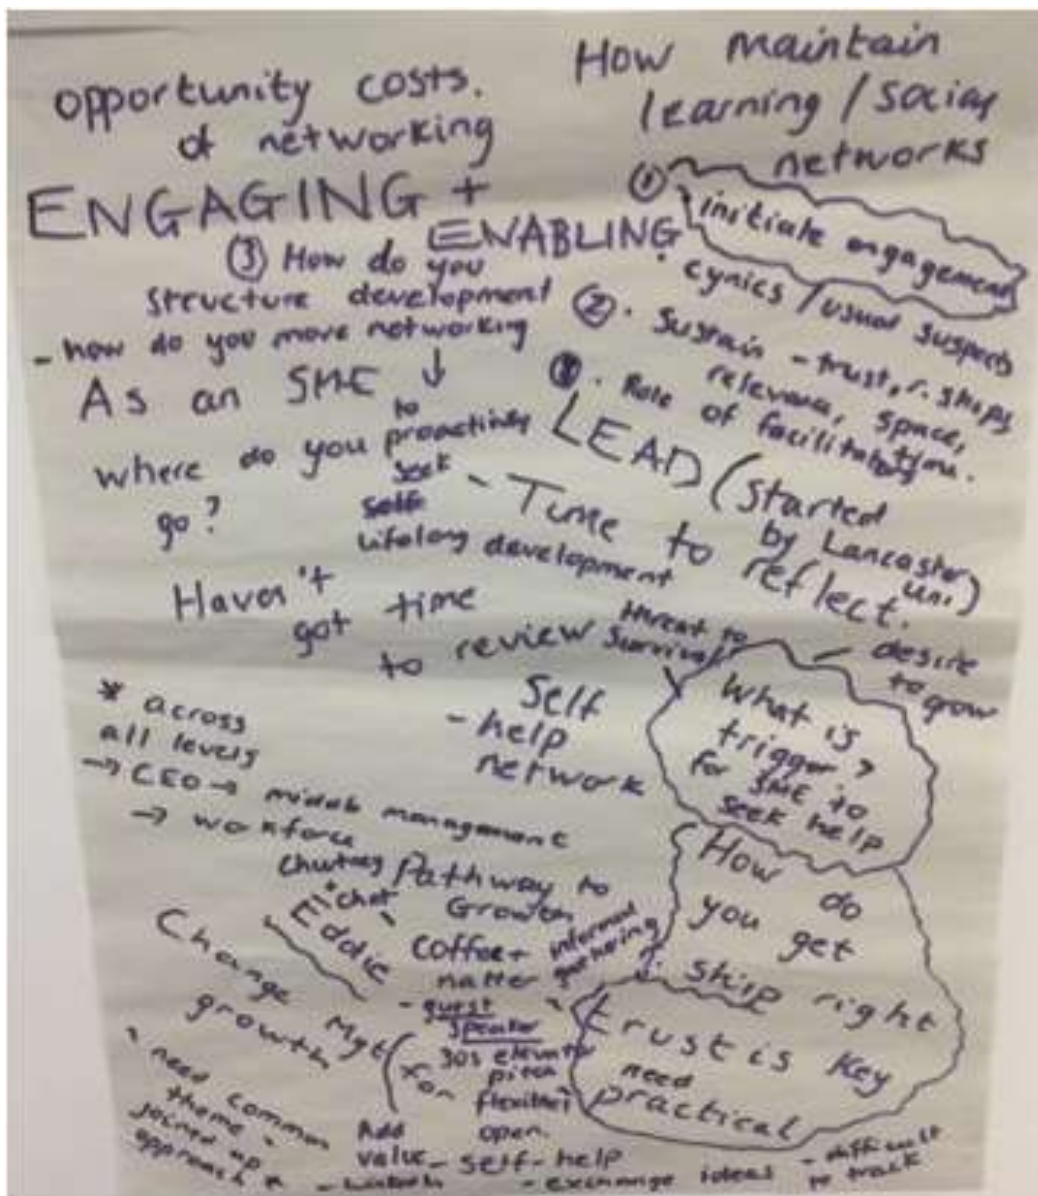 opportunity costs.
of networking
How maintain
learning / social
networks
ENGAGING +
ENABLING
① initiate engagement
· cynics / usual suspects
② · Sustain - trust, r.ships
relevance, space,
time.
· Role of
facilitator
③ How do you
structure development
- how do you more networking
↓
As an SME
where do you
go?
to
proactively
seek
self
lifelong development
LEAD (started
by Lancaster
Uni)
- Time to
reflect.
Haven't
got time
to review
threat to
survival
desire
to grow
What is
trigger?
for SME to
seek help
Self
- help
network
* across
all levels
→ CEO → middle management
→ workforce
Pathway to
Growth
"chat
Eddie
- coffee +
natter
informal
gathering
- guest
speaker
30s elevator
pitch
open.
How do
you get
r.ship right
trust is key
need
practical
Change Mgt
growth
- need common
theme -
joined up
approach
Add
value - self-help
- exchange ideas
- difficult
to track